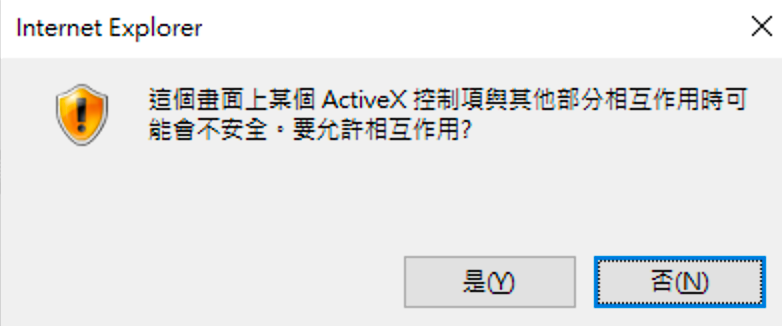 Internet Explorer
這個畫面上某個 ActiveX 控制項與其他部分相互作用時可
能會不安全。要允許相互作用?
是(Y)
否(N)